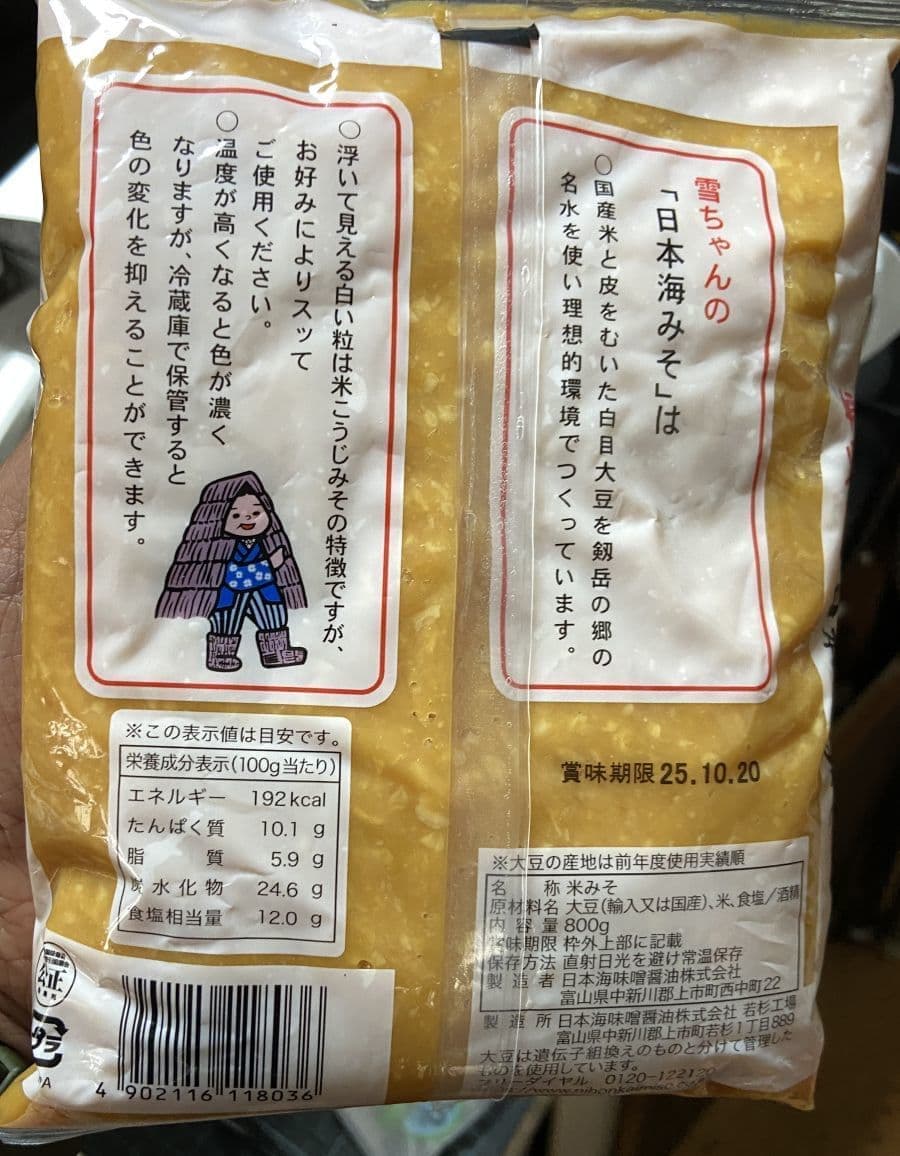 雪ちゃんの
「日本海みそ」は
○国産米と皮をむいた白目大豆を剱岳の郷の
名水を使い理想的環境でつくっています。
○浮いて見える白い粒は米こうじみその特徴ですが、
お好みによりスッて
ご使用ください。
○温度が高くなると色が濃く
なりますが、冷蔵庫で保管すると
色の変化を抑えることができます。
※この表示値は目安です。
栄養成分表示(100g当たり)
エネルギー 192kcal
たんぱく質 10.1 g
脂質 5.9 g
炭水化物 24.6 g
食塩相当量 12.0 g
賞味期限 25.10.20
※大豆の産地は前年度使用実績順
名称 米みそ
原材料名 大豆(輸入又は国産)、米、食塩/酒精
内容量 800g
賞味期限 枠外上部に記載
保存方法 直射日光を避け常温保存
製造者 日本海味噌醤油株式会社
富山県中新川郡上市町西中町22
製造所 日本海味噌醤油株式会社 若杉工場
富山県中新川郡上市町若杉1丁目889
大豆は遺伝子組換えのものと分けて管理した
ものを使用しています。
フリーダイヤル 0120-122120
公正
4 902116 118036